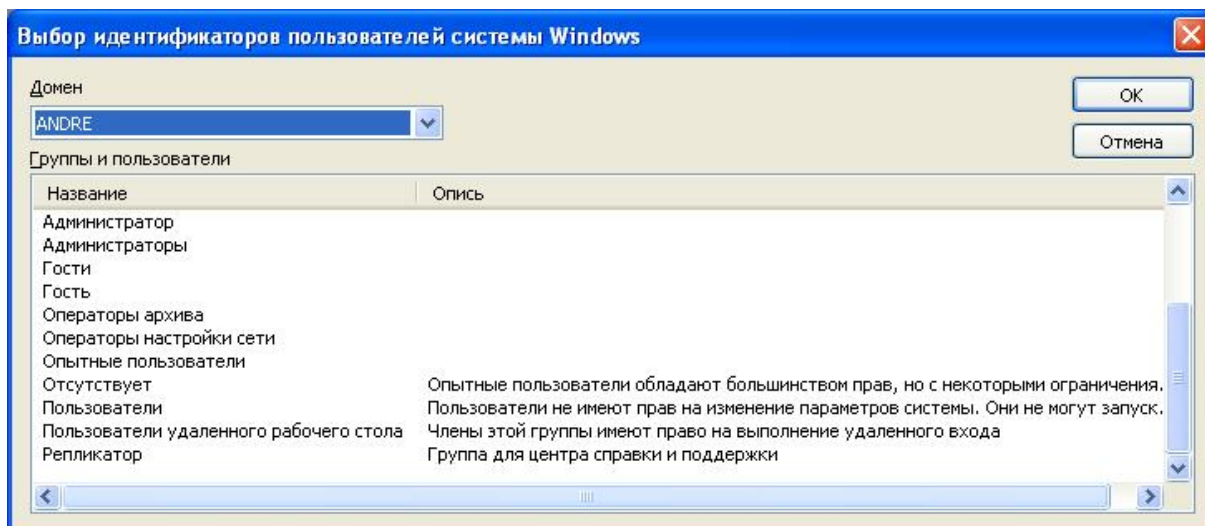 Выбор идентификаторов пользователей системы Windows
Домен
OK
ANDRE
Отмена
Группы и пользователи
Название Опись
Администратор
Администраторы
Гости
Гость
Операторы архива
Операторы настройки сети
Опытные пользователи
Отсутствует Опытные пользователи обладают большинством прав, но с некоторыми ограничения.
Пользователи Пользователи не имеют прав на изменение параметров системы. Они не могут запуск.
Пользователи удаленного рабочего стола Члены этой группы имеют право на выполнение удаленного входа
Репликатор Группа для центра справки и поддержки